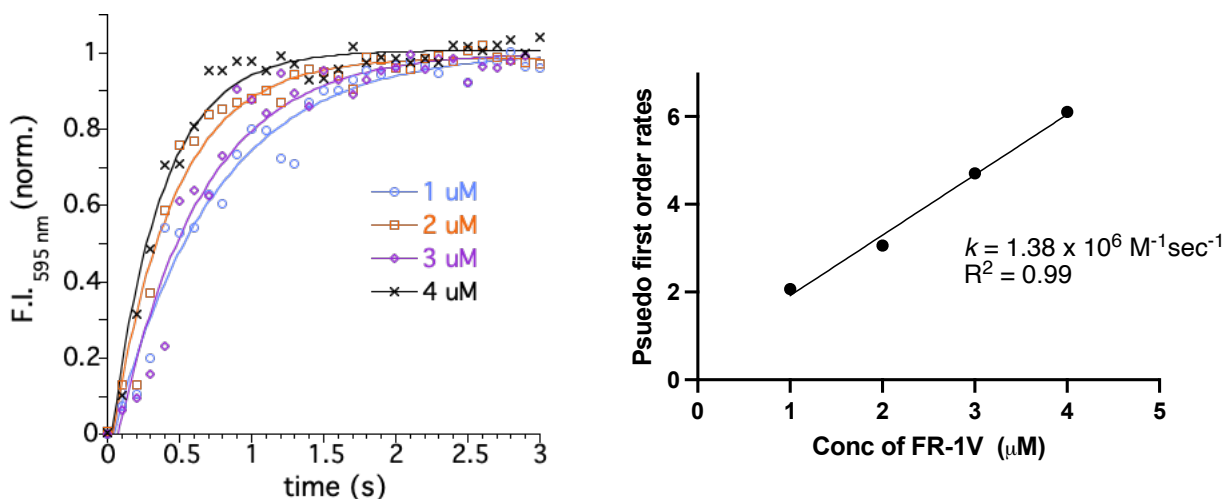 F.I. 595 nm (norm.)
1
0.8
0.6
0.4
0.2
0
1 uM
2 uM
3 uM
4 uM
0 0.5 1 1.5 2 2.5 3
time (s)
Psuedo first order rates
6
4
2
0
k = 1.38 x 10⁶ M⁻¹sec⁻¹
R² = 0.99
0 1 2 3 4 5
Conc of FR-1V (μM)